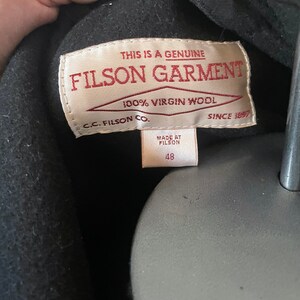 THIS IS A GENUINE
FILSON GARMENT
100% VIRGIN WOOL
C.C. FILSON CO. SINCE 1897
MADE AT
FILSON
48